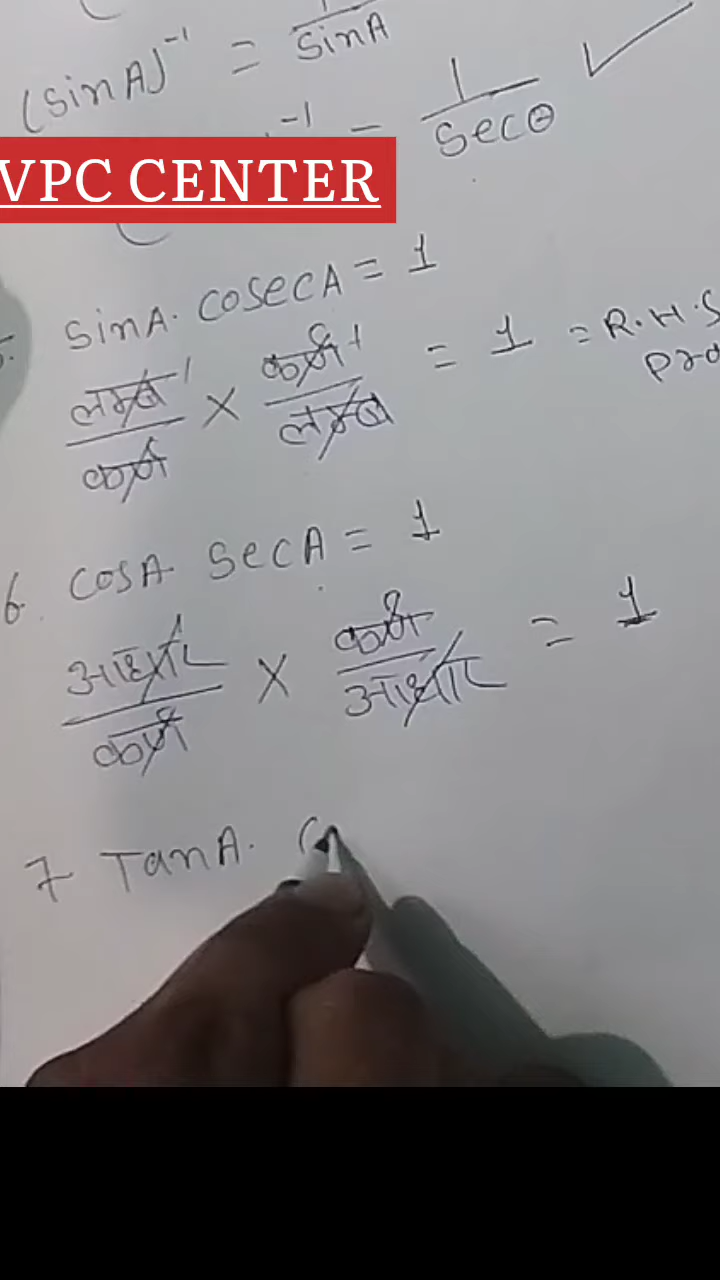 (sinA)⁻¹ = 1/SinA
⁻¹ = 1/Secθ ✓
VPC CENTER
SinA. CosecA = 1
लम्ब/कर्ण × कर्ण/लम्ब = 1 = R.H.S
6. CosA SecA = 1
आधार/कर्ण × कर्ण/आधार = 1
7 TanA. C